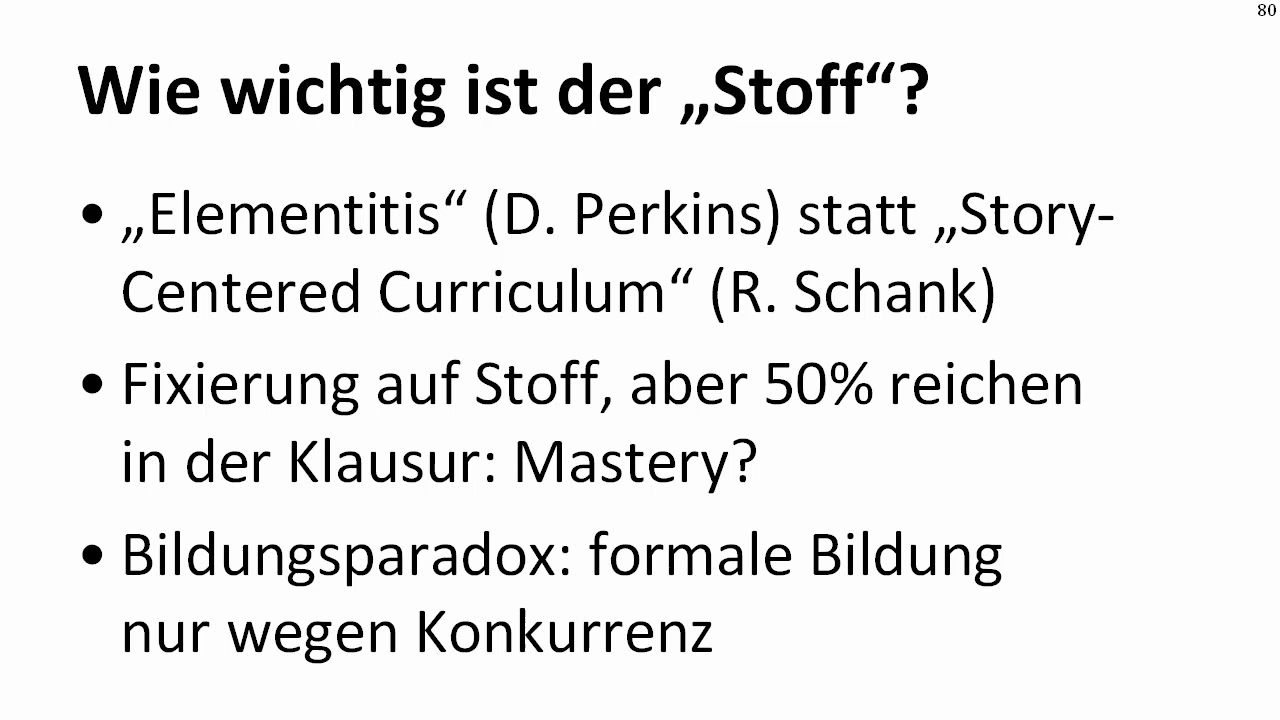 80
Wie wichtig ist der „Stoff“?
• „Elementitis“ (D. Perkins) statt „Story-
Centered Curriculum“ (R. Schank)
• Fixierung auf Stoff, aber 50% reichen
in der Klausur: Mastery?
• Bildungsparadox: formale Bildung
nur wegen Konkurrenz